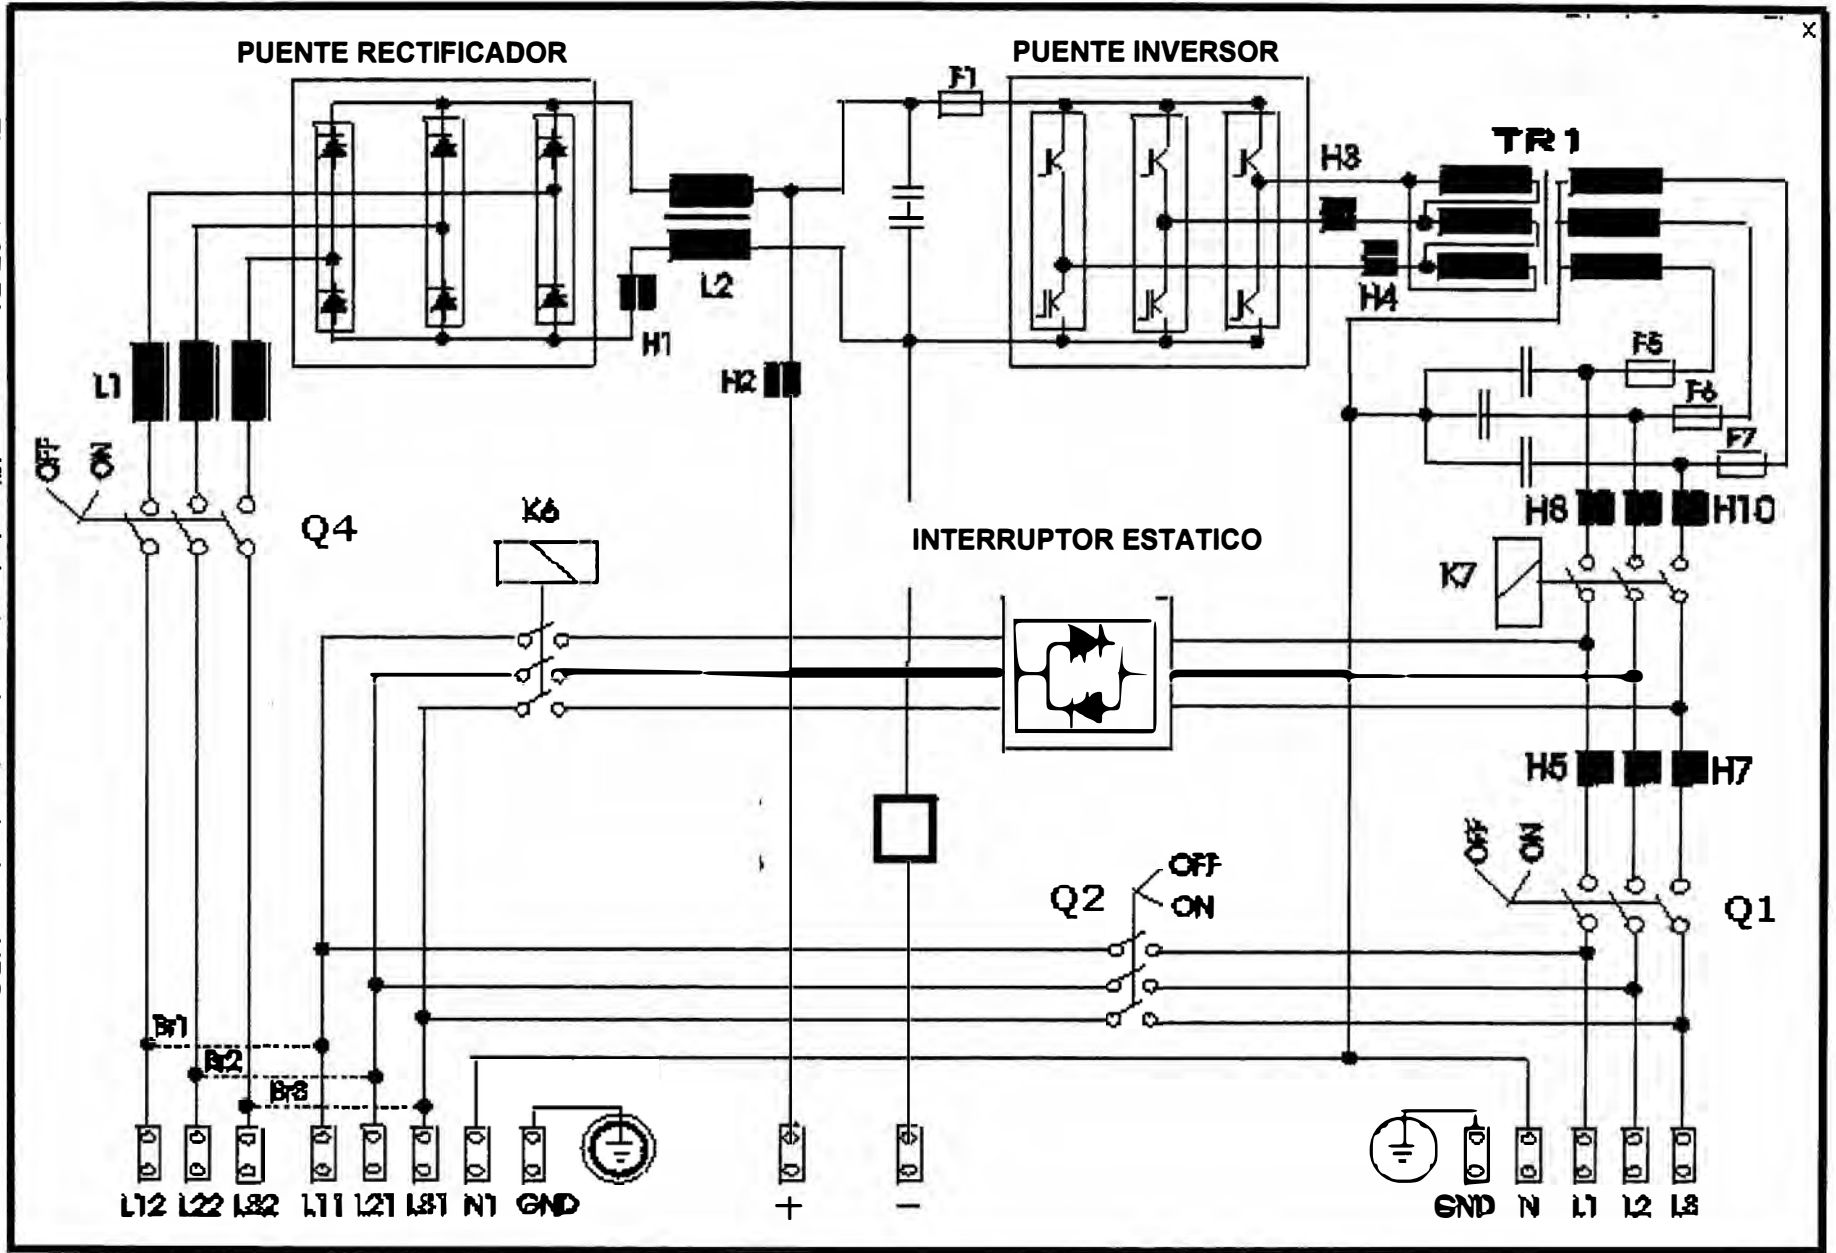 X
PUENTE RECTIFICADOR
PUENTE INVERSOR
F1
TR1
H3
H4
L2
H1
H2
L1
F5
F6
F7
OFF
ON
Q4
K6
INTERRUPTOR ESTATICO
H8
H10
K7
H5
H7
OFF
ON
Q2
OFF
ON
Q1
Br1
Br2
Br3
L12 L22 L32 L11 L21 L31 N1 GND
+ −
GND N L1 L2 L3